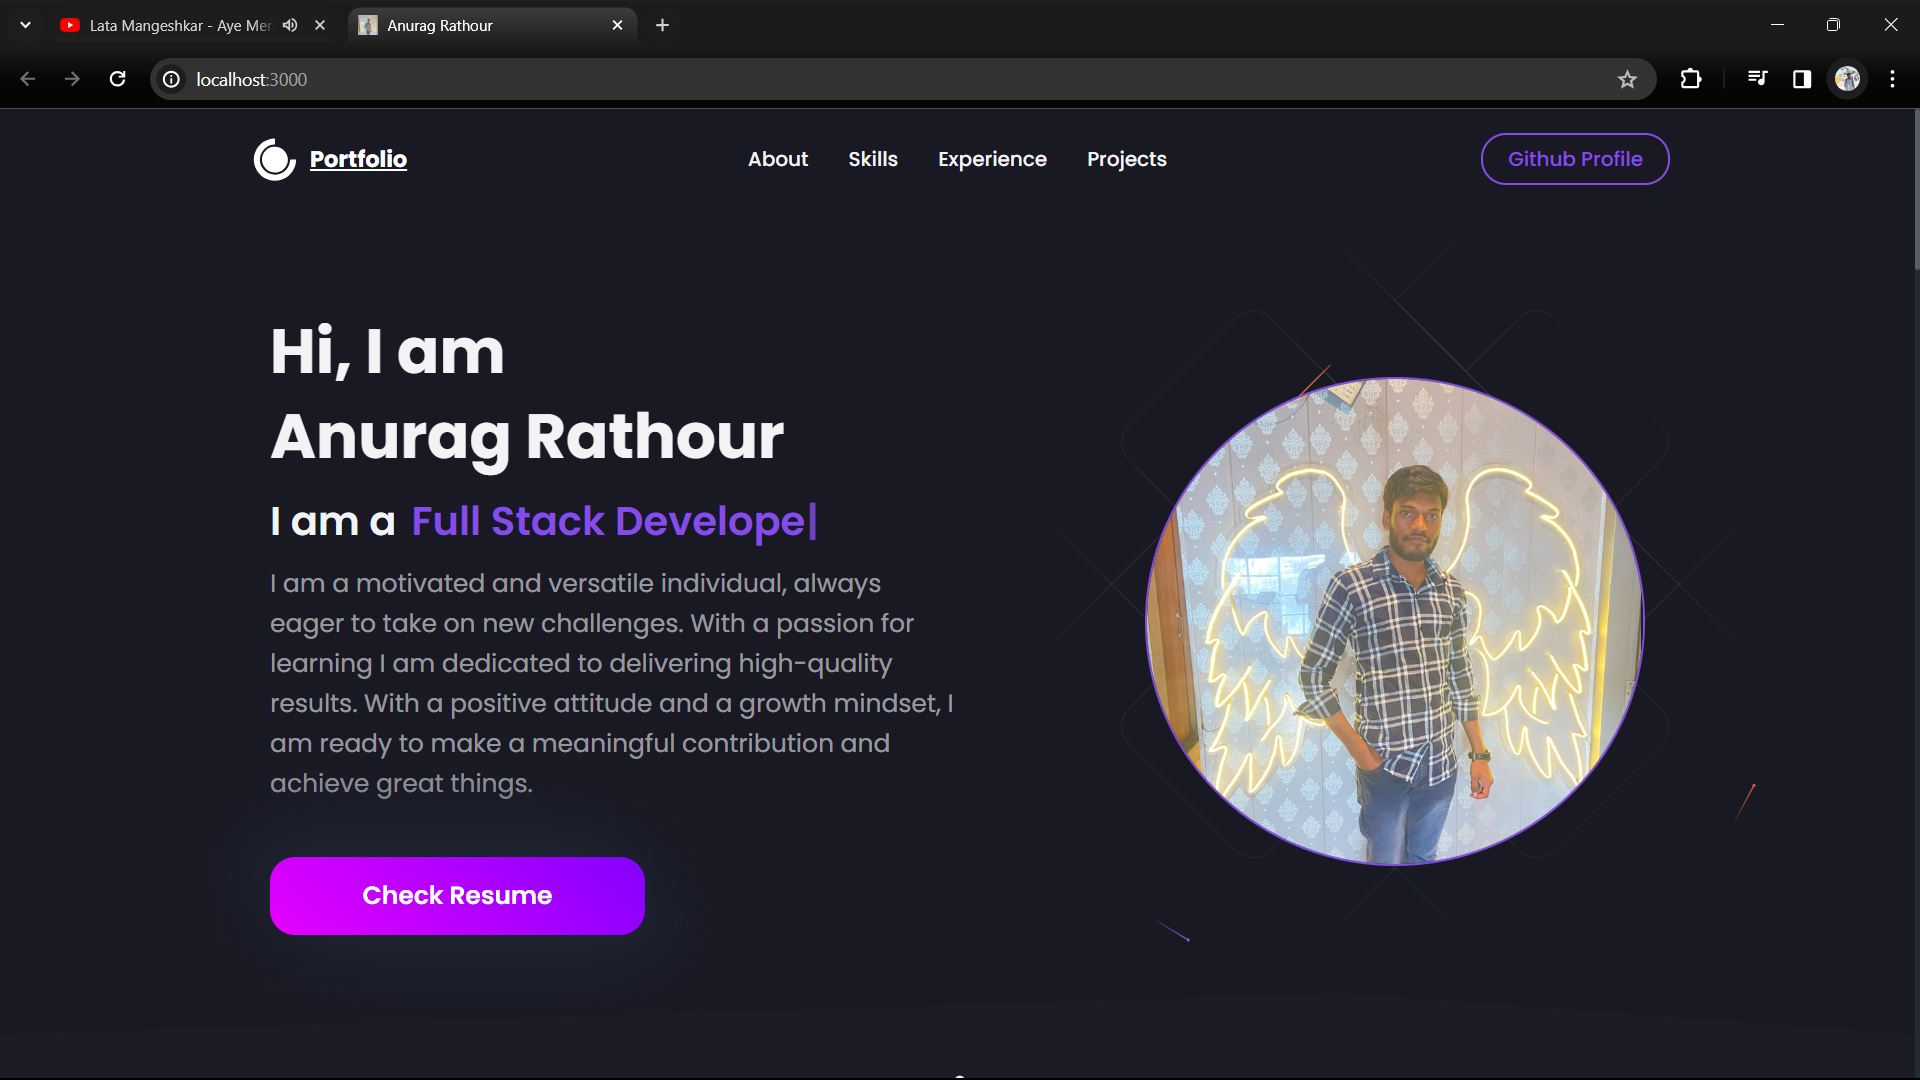 Lata Mangeshkar - Aye Mer
Anurag Rathour
localhost:3000
Portfolio
About
Skills
Experience
Projects
Github Profile
Hi, I am
Anurag Rathour
I am a Full Stack Develope|
I am a motivated and versatile individual, always
eager to take on new challenges. With a passion for
learning I am dedicated to delivering high-quality
results. With a positive attitude and a growth mindset, I
am ready to make a meaningful contribution and
achieve great things.
Check Resume